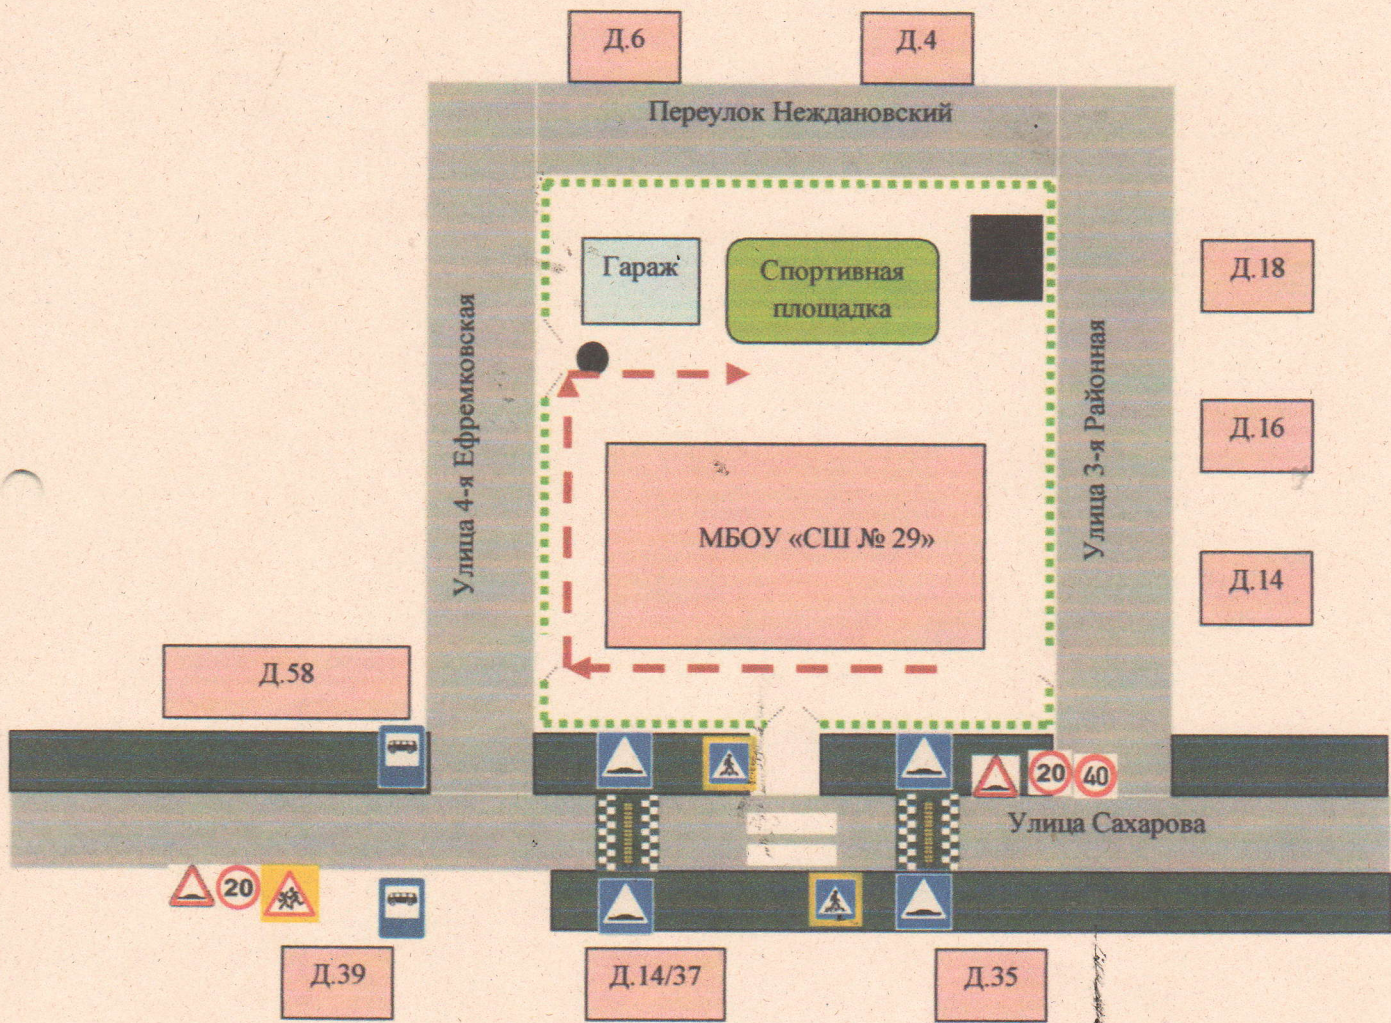 Д.6
Д.4
Переулок Неждановский
Гараж
Спортивная
площадка
Д.18
Улица 4-я Ефремковская
Улица 3-я Районная
Д.16
МБОУ «СШ № 29»
Д.14
Д.58
20
40
Улица Сахарова
20
Д.39
Д.14/37
Д.35